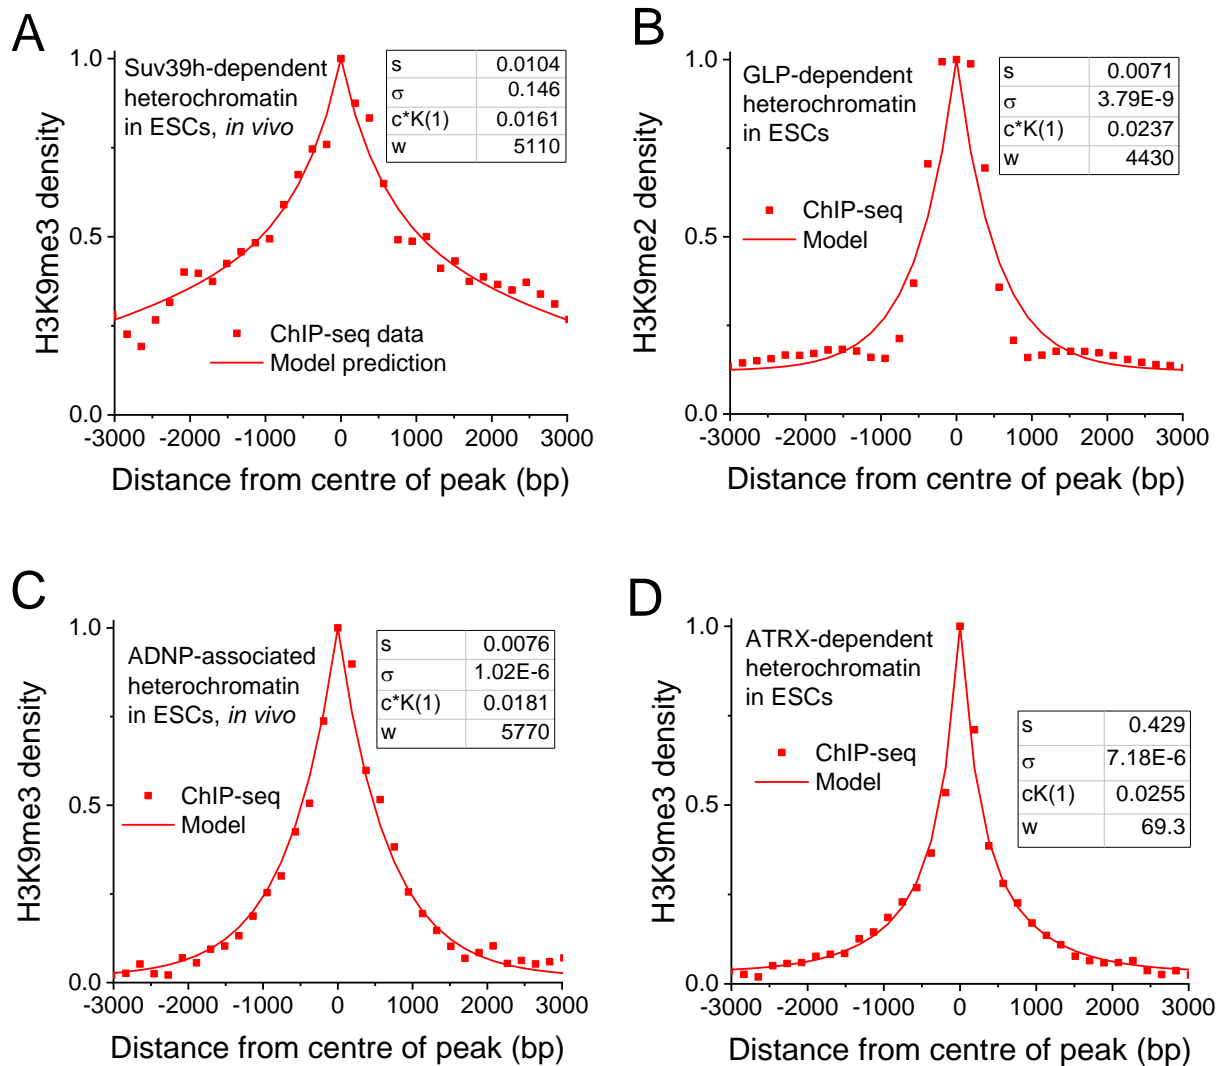 A
Suv39h-dependent
heterochromatin
in ESCs, in vivo
s 0.0104
σ 0.146
c*K(1) 0.0161
w 5110
ChIP-seq data
Model prediction
H3K9me3 density
1.0
0.5
0.0
-3000 -2000 -1000 0 1000 2000 3000
Distance from centre of peak (bp)
B
GLP-dependent
heterochromatin
in ESCs
s 0.0071
σ 3.79E-9
c*K(1) 0.0237
w 4430
ChIP-seq
Model
H3K9me2 density
1.0
0.5
0.0
-3000 -2000 -1000 0 1000 2000 3000
Distance from centre of peak (bp)
C
ADNP-associated
heterochromatin
in ESCs, in vivo
s 0.0076
σ 1.02E-6
c*K(1) 0.0181
w 5770
ChIP-seq
Model
H3K9me3 density
1.0
0.5
0.0
-3000 -2000 -1000 0 1000 2000 3000
Distance from centre of peak (bp)
D
ATRX-dependent
heterochromatin
in ESCs
s 0.429
σ 7.18E-6
cK(1) 0.0255
w 69.3
ChIP-seq
Model
H3K9me3 density
1.0
0.5
0.0
-3000 -2000 -1000 0 1000 2000 3000
Distance from centre of peak (bp)